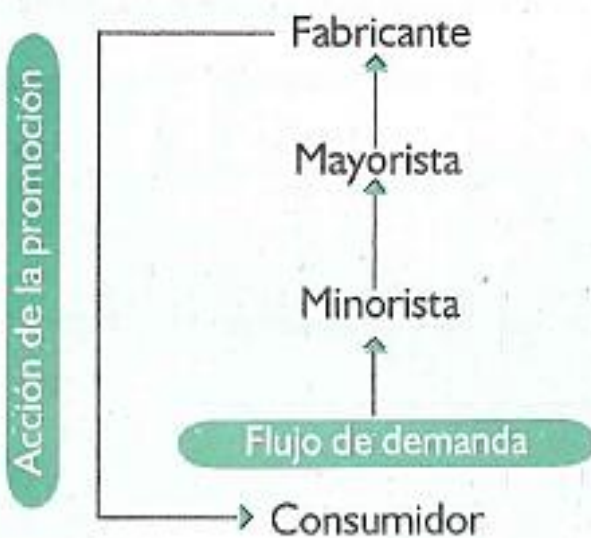 Acción de la promoción
Fabricante
Mayorista
Minorista
Flujo de demanda
Consumidor